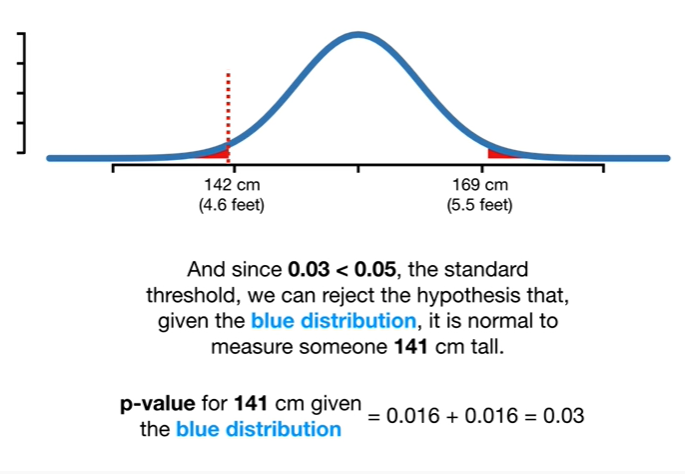 142 cm
(4.6 feet)
169 cm
(5.5 feet)
And since 0.03 < 0.05, the standard
threshold, we can reject the hypothesis that,
given the blue distribution, it is normal to
measure someone 141 cm tall.
p-value for 141 cm given
the blue distribution
= 0.016 + 0.016 = 0.03